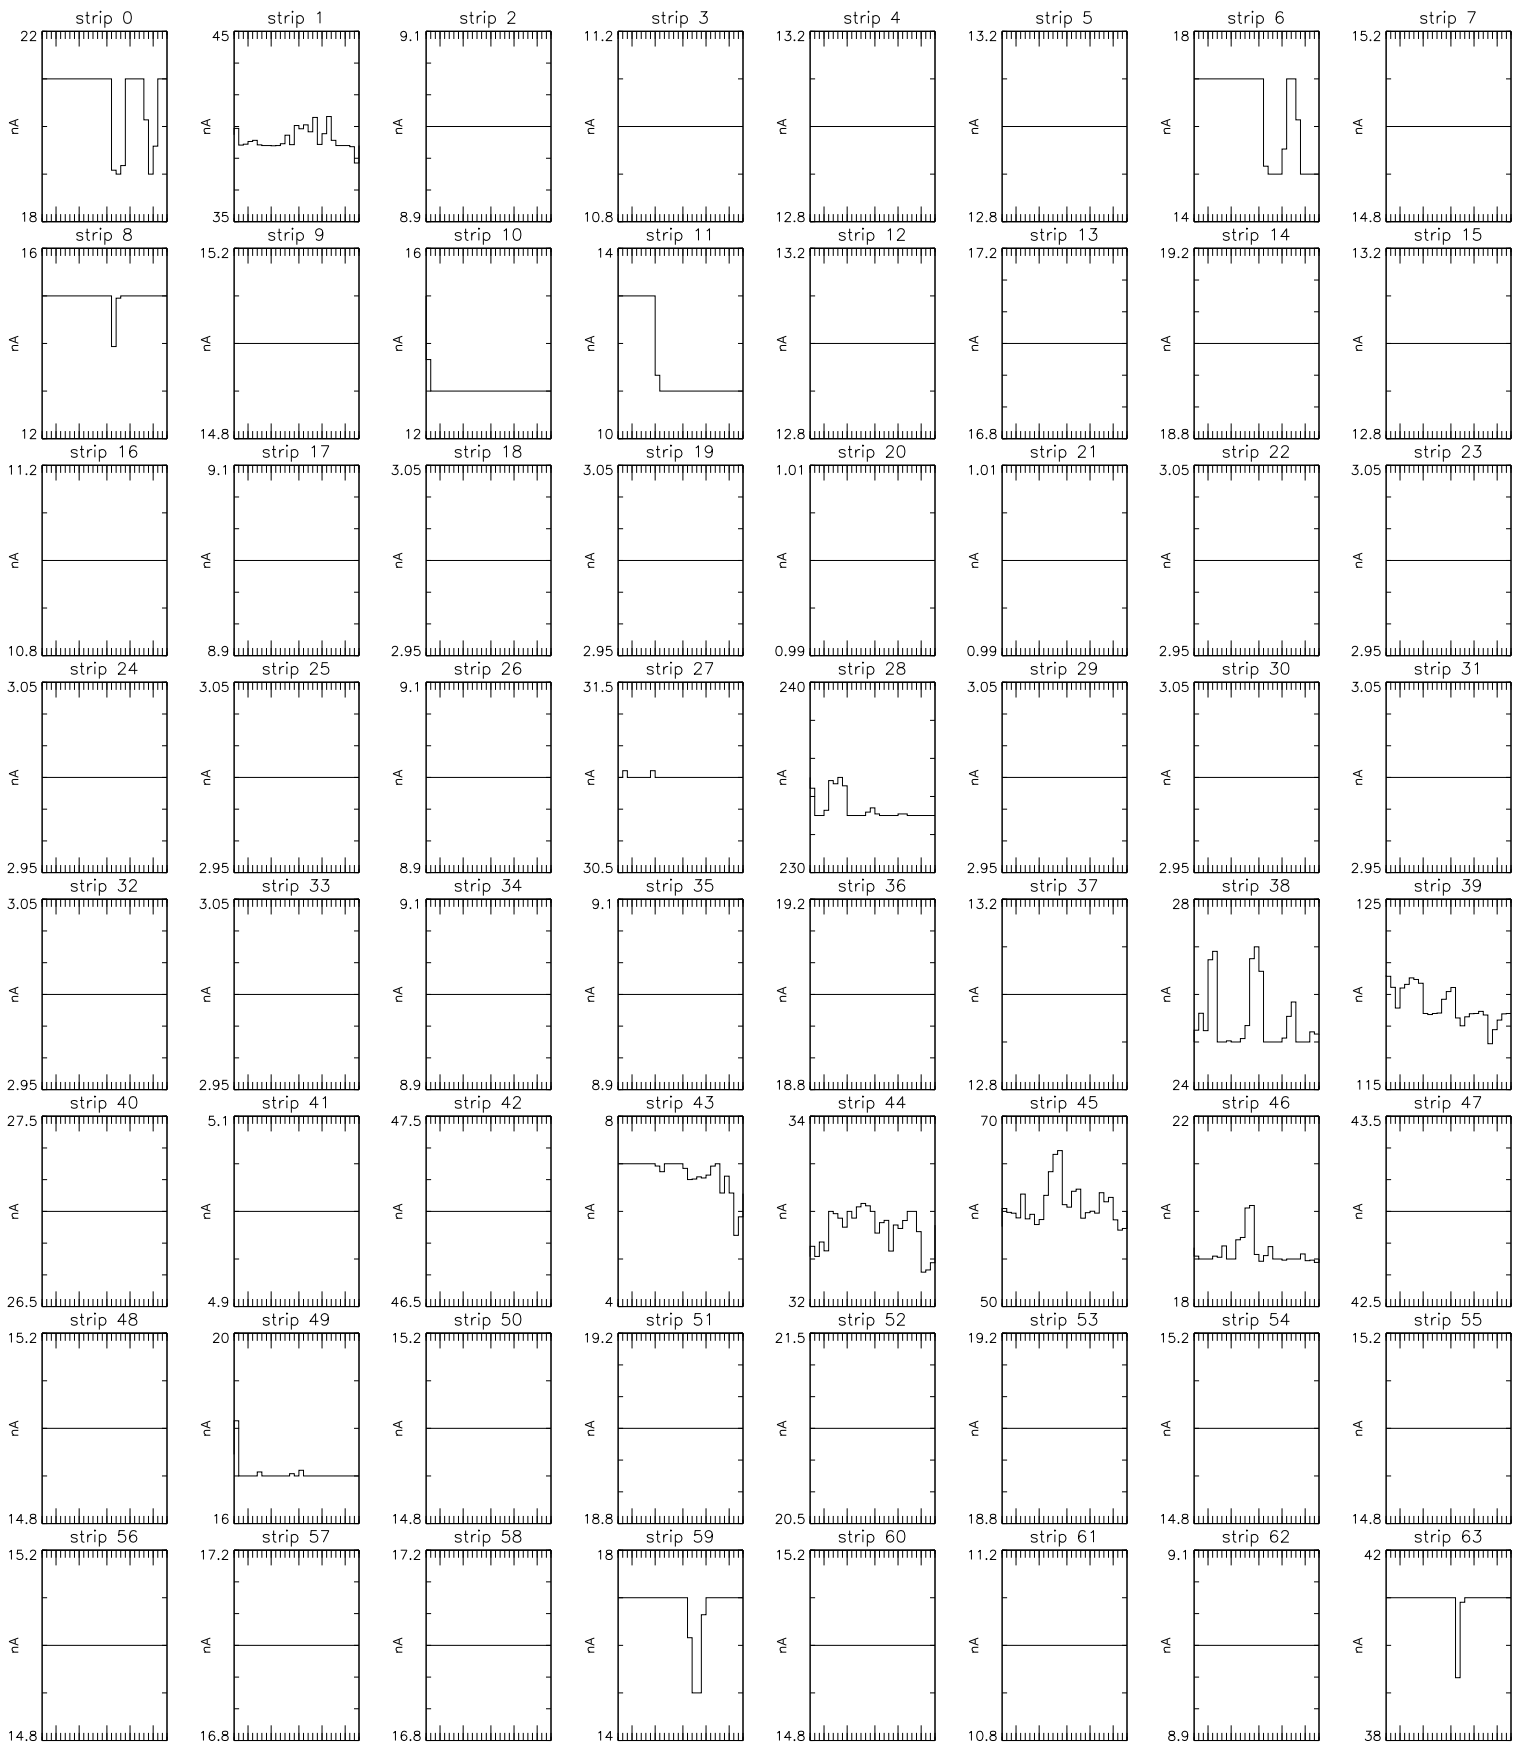 strip 0 strip 1 strip 2 strip 3 strip 4 strip 5 strip 6 strip 7
22 45 9.1 11.2 13.2 13.2 18 15.2
nA nA nA nA nA nA nA nA
18 35 8.9 10.8 12.8 12.8 14 14.8
strip 8 strip 9 strip 10 strip 11 strip 12 strip 13 strip 14 strip 15
16 15.2 16 14 13.2 17.2 19.2 13.2
nA nA nA nA nA nA nA nA
12 14.8 12 10 12.8 16.8 18.8 12.8
strip 16 strip 17 strip 18 strip 19 strip 20 strip 21 strip 22 strip 23
11.2 9.1 3.05 3.05 1.01 1.01 3.05 3.05
nA nA nA nA nA nA nA nA
10.8 8.9 2.95 2.95 0.99 0.99 2.95 2.95
strip 24 strip 25 strip 26 strip 27 strip 28 strip 29 strip 30 strip 31
3.05 3.05 9.1 31.5 240 3.05 3.05 3.05
nA nA nA nA nA nA nA nA
2.95 2.95 8.9 30.5 230 2.95 2.95 2.95
strip 32 strip 33 strip 34 strip 35 strip 36 strip 37 strip 38 strip 39
3.05 3.05 9.1 9.1 19.2 13.2 28 125
nA nA nA nA nA nA nA nA
2.95 2.95 8.9 8.9 18.8 12.8 24 115
strip 40 strip 41 strip 42 strip 43 strip 44 strip 45 strip 46 strip 47
27.5 5.1 47.5 8 34 70 22 43.5
nA nA nA nA nA nA nA nA
26.5 4.9 46.5 4 32 50 18 42.5
strip 48 strip 49 strip 50 strip 51 strip 52 strip 53 strip 54 strip 55
15.2 20 15.2 19.2 21.5 19.2 15.2 15.2
nA nA nA nA nA nA nA nA
14.8 16 14.8 18.8 20.5 18.8 14.8 14.8
strip 56 strip 57 strip 58 strip 59 strip 60 strip 61 strip 62 strip 63
15.2 17.2 17.2 18 15.2 11.2 9.1 42
nA nA nA nA nA nA nA nA
14.8 16.8 16.8 14 14.8 10.8 8.9 38